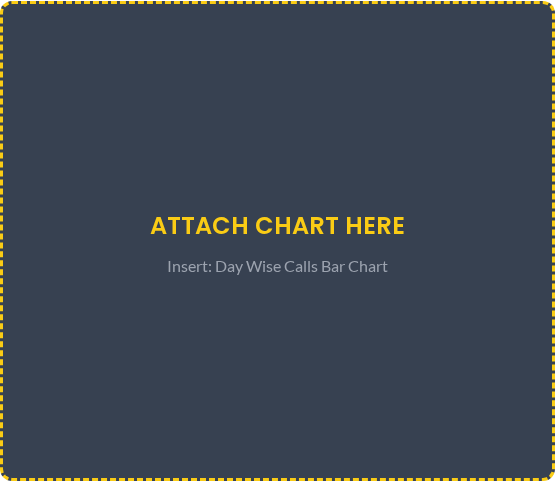 ATTACH CHART HERE
Insert: Day Wise Calls Bar Chart